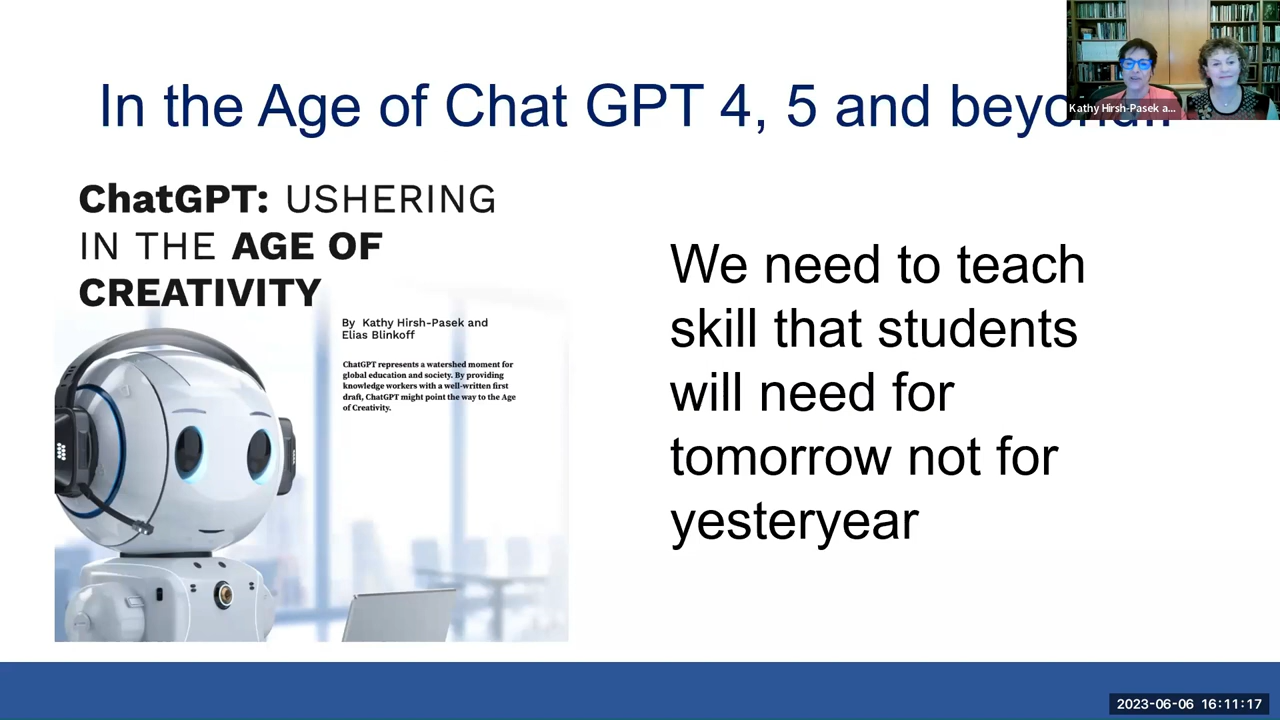 In the Age of Chat GPT 4, 5 and
Kathy Hirsh-Pasek a...
ChatGPT: USHERING
IN THE AGE OF
CREATIVITY
By Kathy Hirsh-Pasek and
Elias Blinkoff
ChatGPT represents a watershed moment for
global education and society. By providing
knowledge workers with a well-written first
draft, ChatGPT might point the way to the Age
of Creativity.
We need to teach
skill that students
will need for
tomorrow not for
yesteryear
2023-06-06 16:11:17